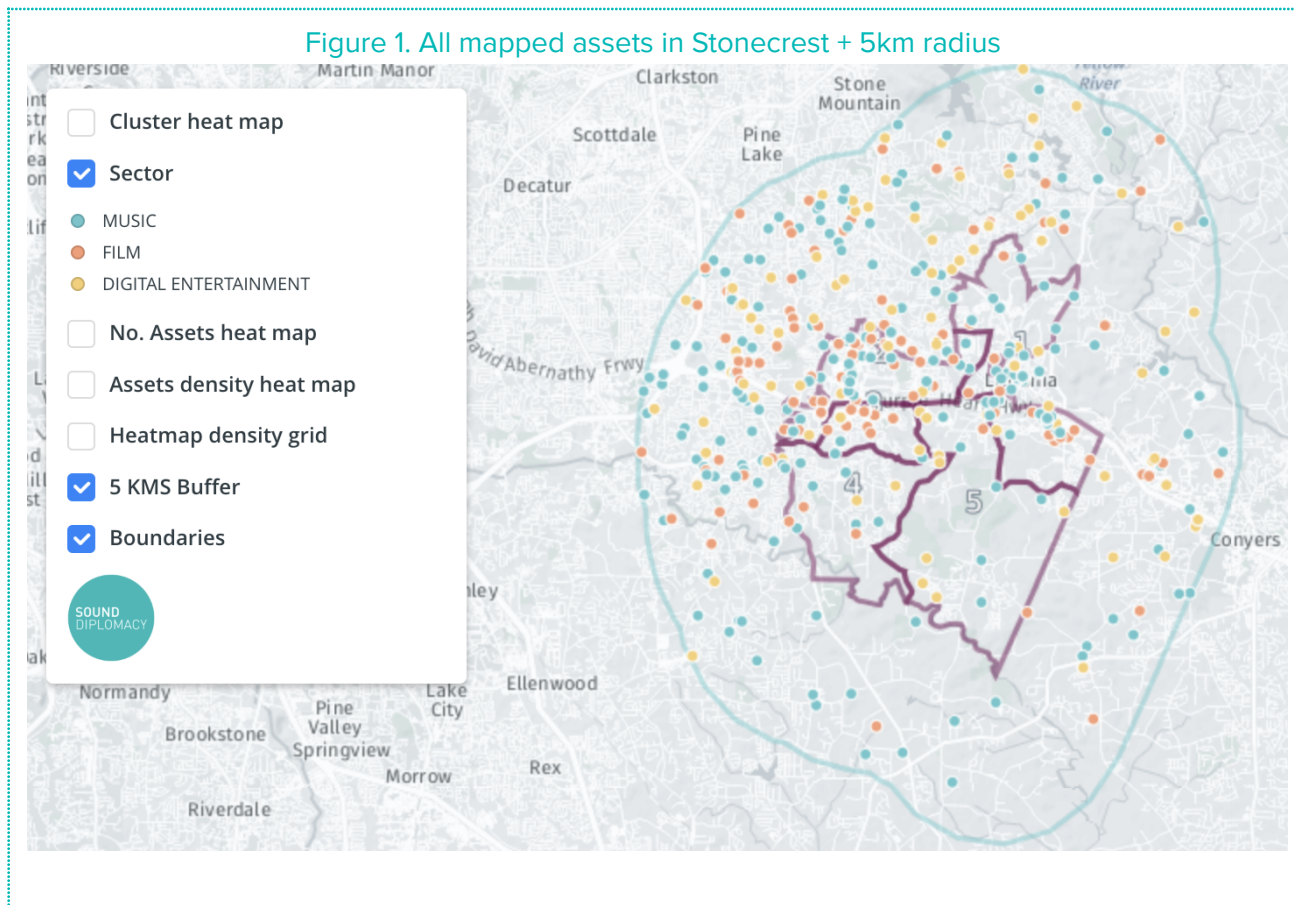 Figure 1. All mapped assets in Stonecrest + 5km radius
Riverside
Martin Manor
Clarkston
Stone
Mountain
Yellow
River
Scottdale
Pine
Lake
Decatur
Cluster heat map
Sector
MUSIC
FILM
DIGITAL ENTERTAINMENT
No. Assets heat map
Assets density heat map
Heatmap density grid
5 KMS Buffer
Boundaries
SOUND
DIPLOMACY
David Abernathy Frwy
1
2
4
5
Conyers
Normandy
Lake
City
Ellenwood
Pine
Valley
Brookstone
Springview
Morrow
Rex
Riverdale